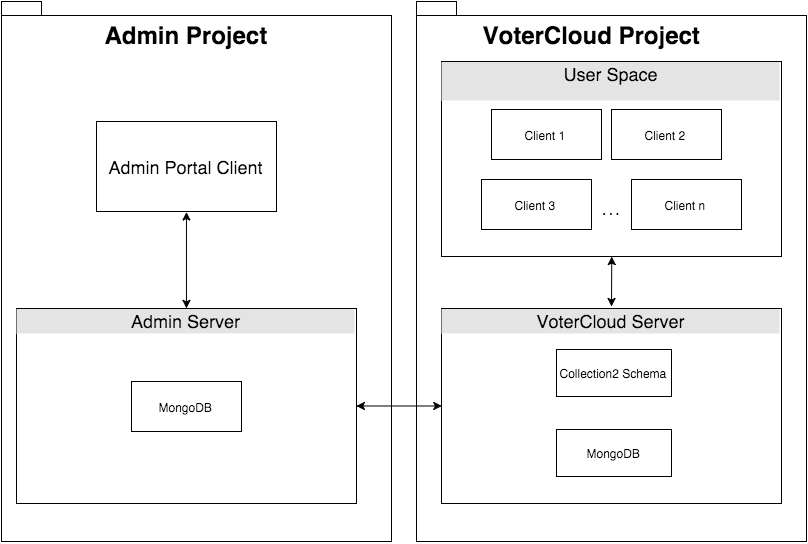 Admin Project
Admin Portal Client
Admin Server
MongoDB
VoterCloud Project
User Space
Client 1
Client 2
Client 3
...
Client n
VoterCloud Server
Collection2 Schema
MongoDB